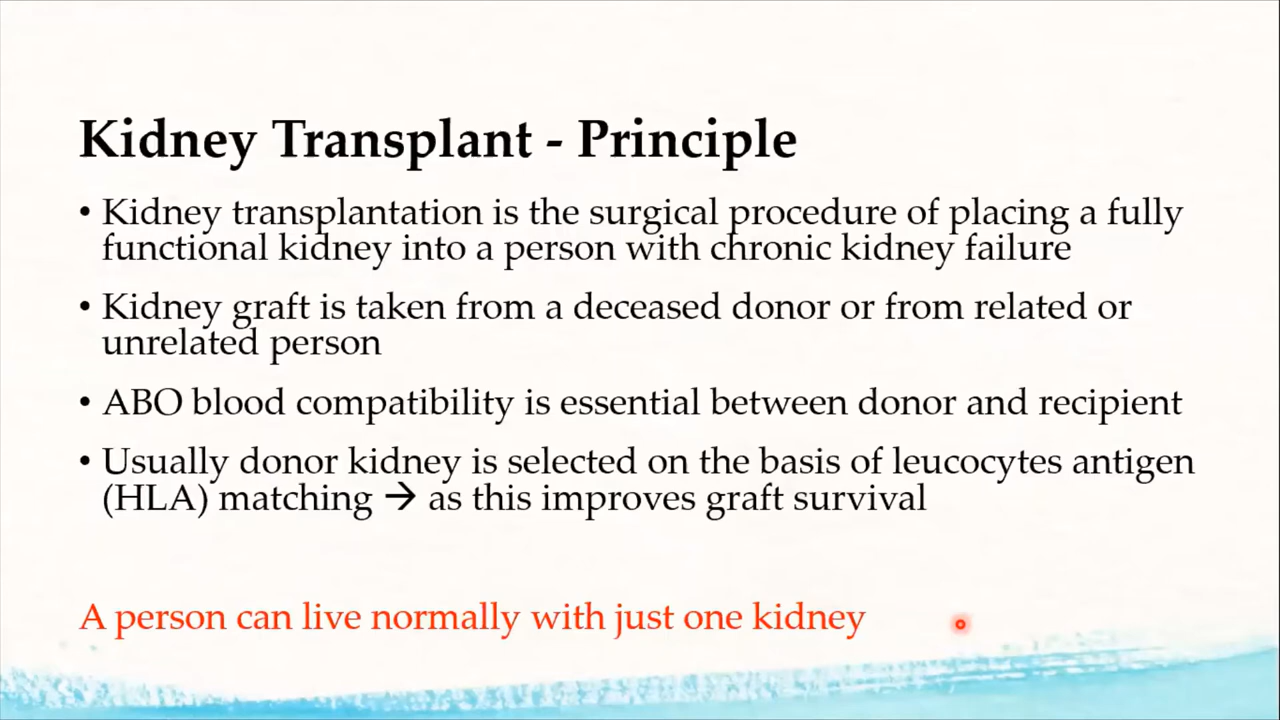 Kidney Transplant - Principle
• Kidney transplantation is the surgical procedure of placing a fully
functional kidney into a person with chronic kidney failure
• Kidney graft is taken from a deceased donor or from related or
unrelated person
• ABO blood compatibility is essential between donor and recipient
• Usually donor kidney is selected on the basis of leucocytes antigen
(HLA) matching → as this improves graft survival
A person can live normally with just one kidney